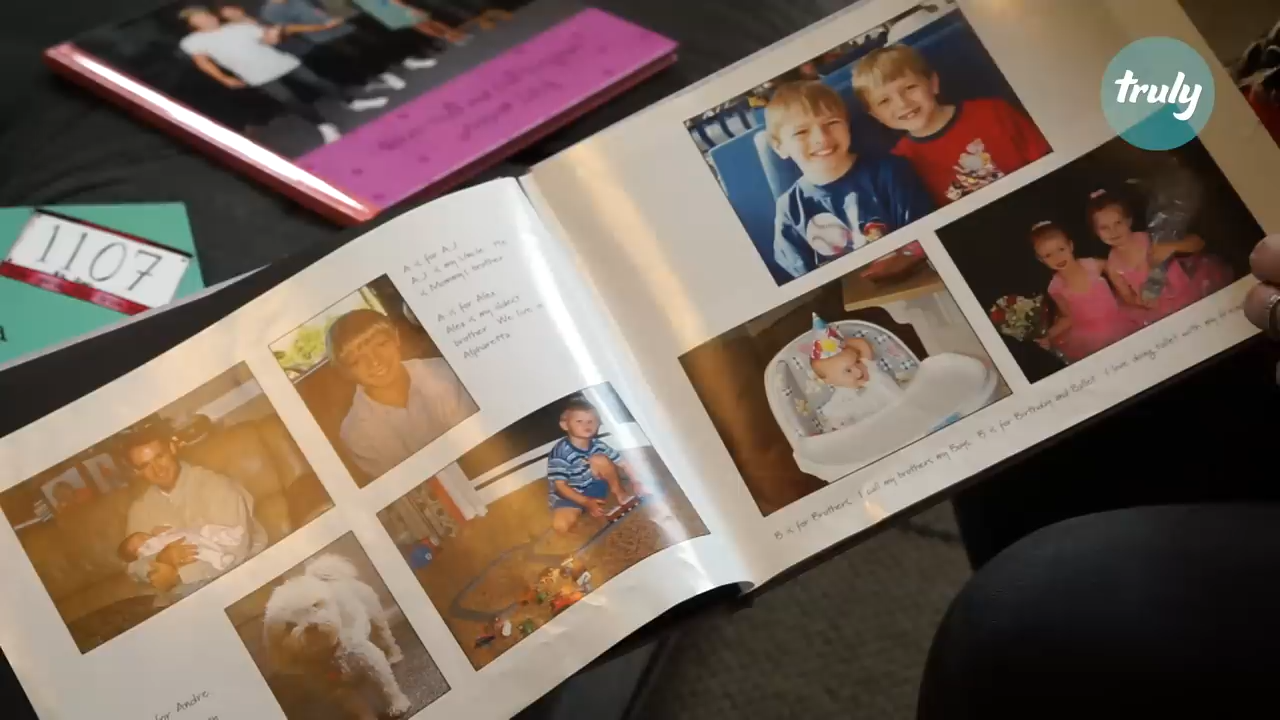 truly
1107
A is for A.J.
A.J. is my Uncle. He
is Mommy's brother
A is for Alex
Alex is my oldest
brother. We live in
Alpharetta
for Andre
B is for Brothers. I call my brothers my Boys. B is for Birthday and Ballet. I love doing ballet with my